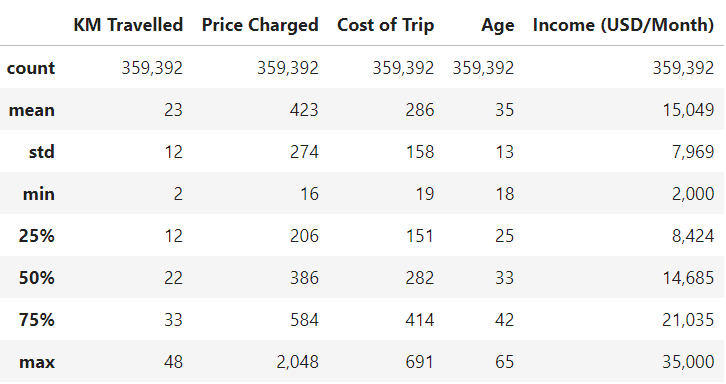 KM Travelled Price Charged Cost of Trip Age Income (USD/Month)
count 359,392 359,392 359,392 359,392 359,392
mean 23 423 286 35 15,049
std 12 274 158 13 7,969
min 2 16 19 18 2,000
25% 12 206 151 25 8,424
50% 22 386 282 33 14,685
75% 33 584 414 42 21,035
max 48 2,048 691 65 35,000